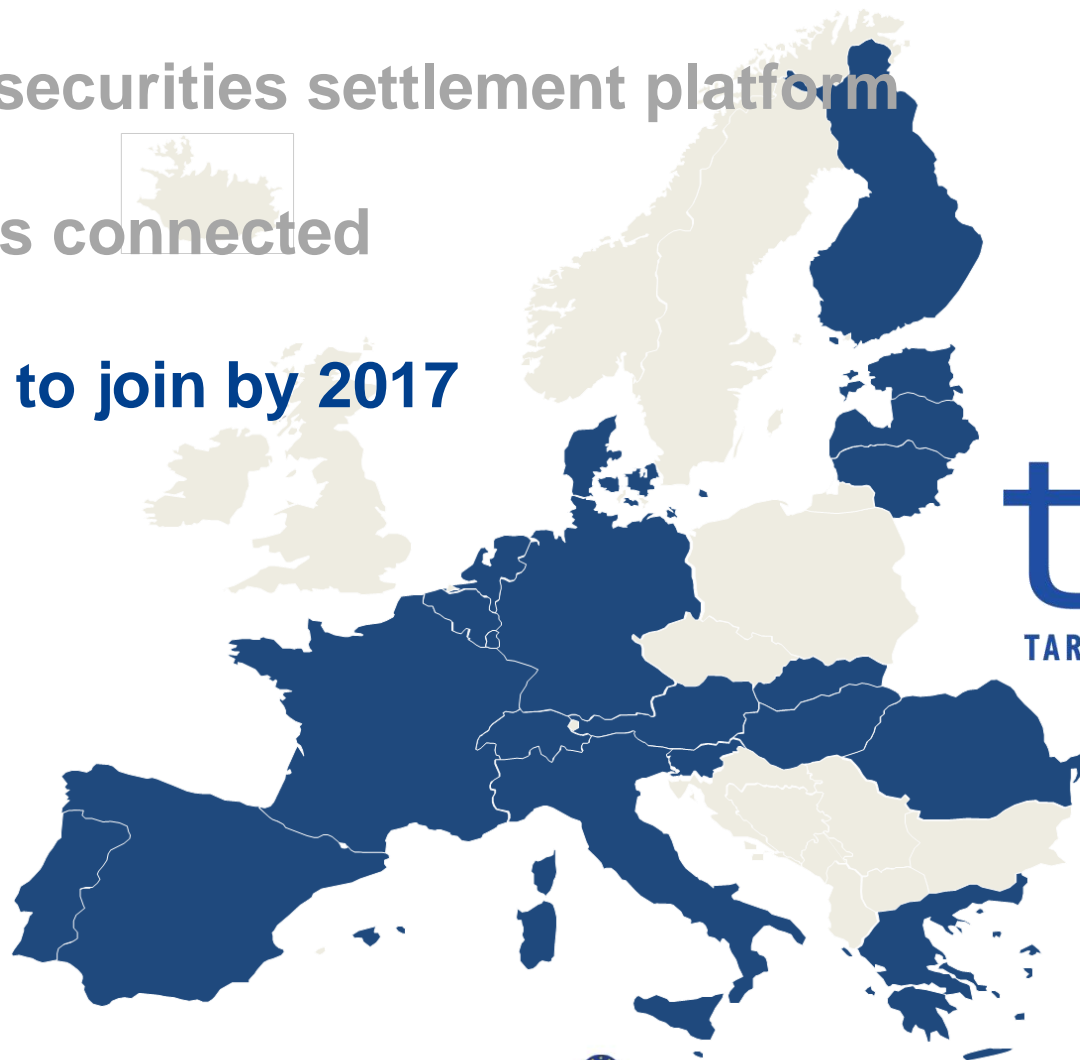 securities settlement platform
s connected
to join by 2017
t
TAR